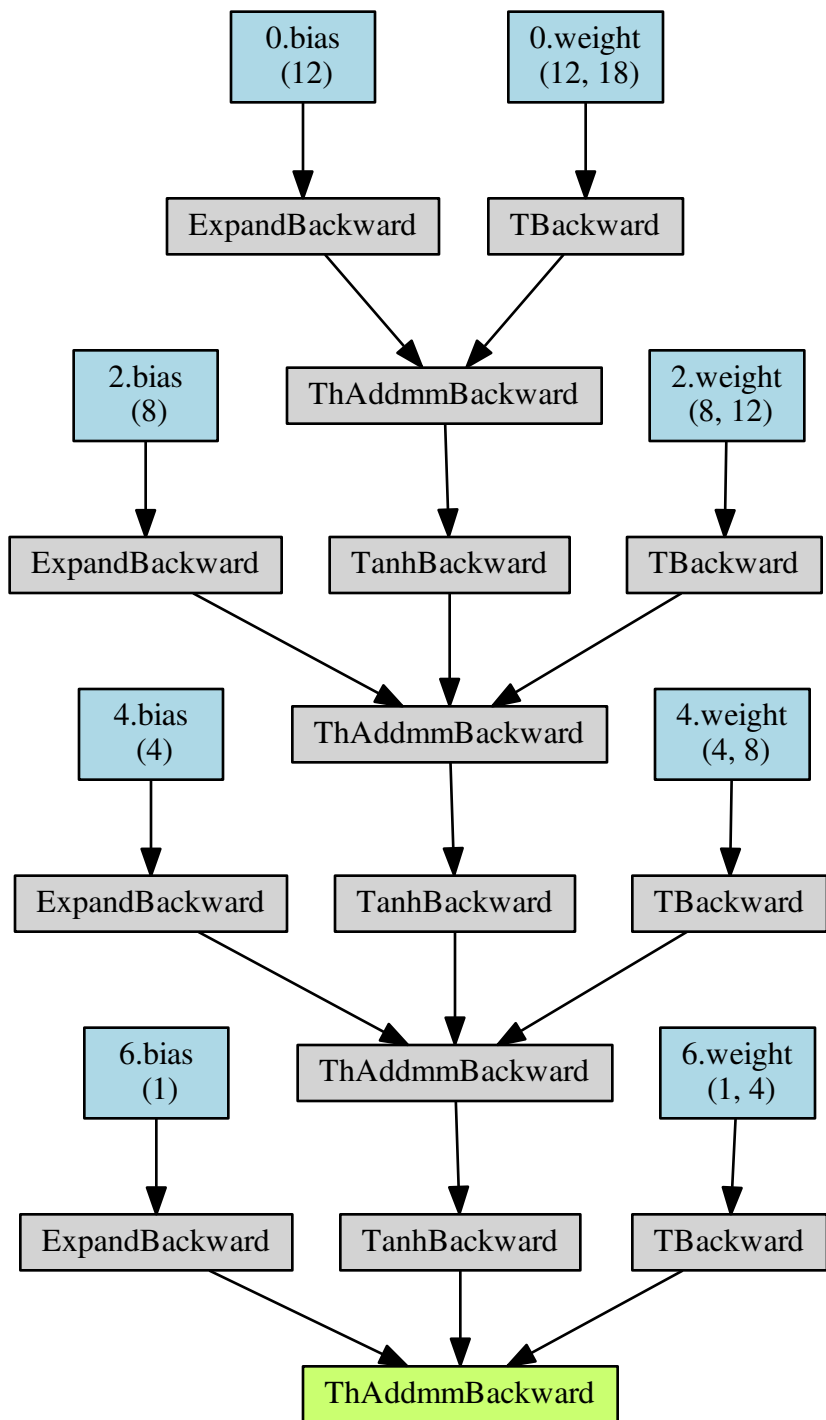 0.bias
(12)
0.weight
(12, 18)
ExpandBackward
TBackward
ThAddmmBackward
2.bias
(8)
2.weight
(8, 12)
ExpandBackward
TanhBackward
TBackward
ThAddmmBackward
4.bias
(4)
4.weight
(4, 8)
ExpandBackward
TanhBackward
TBackward
ThAddmmBackward
6.bias
(1)
6.weight
(1, 4)
ExpandBackward
TanhBackward
TBackward
ThAddmmBackward